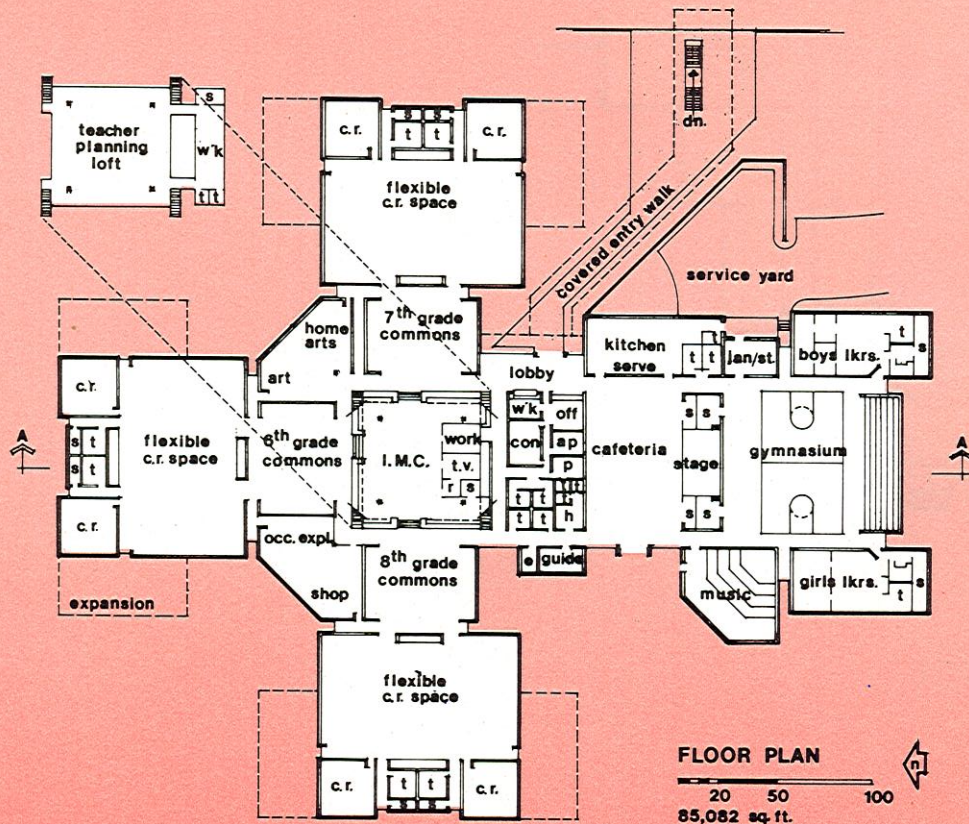 teacher
planning
loft
s
w'k
t t
c.r.
s s
t t
c.r.
flexible
c.r. space
dn.
covered entry walk
service yard
7th grade
commons
home
arts
art
lobby
kitchen
serve
t
t t
jan/st.
boys lkrs.
t
s
c.r.
s t
s t
flexible
c.r. space
c.r.
6th grade
commons
I.M.C.
work
t.v.
r s
w'k
con
off
ap
p
t t
t
h
t t
t t
cafeteria
s s
stage
s s
gymnasium
A
A
occ. expl.
shop
8th grade
commons
e
guide
music
girls lkrs.
s
t
expansion
flexible
c.r. space
c.r.
t t
s s
c.r.
FLOOR PLAN
n
20 50 100
85,082 sq. ft.